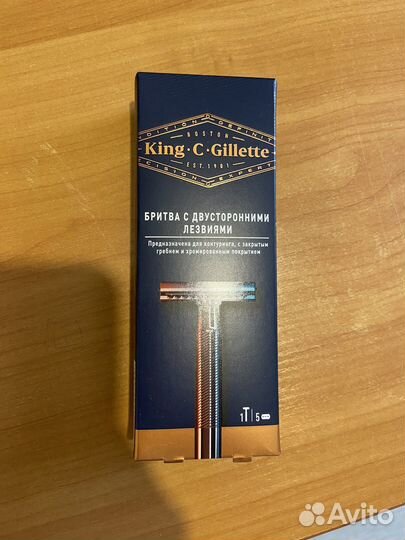 BOSTON
King·C·Gillette
EST. 1901
БРИТВА С ДВУСТОРОННИМИ
ЛЕЗВИЯМИ
Предназначена для контуринга, с закрытым
гребнем и хромированным покрытием
1 5
Avito